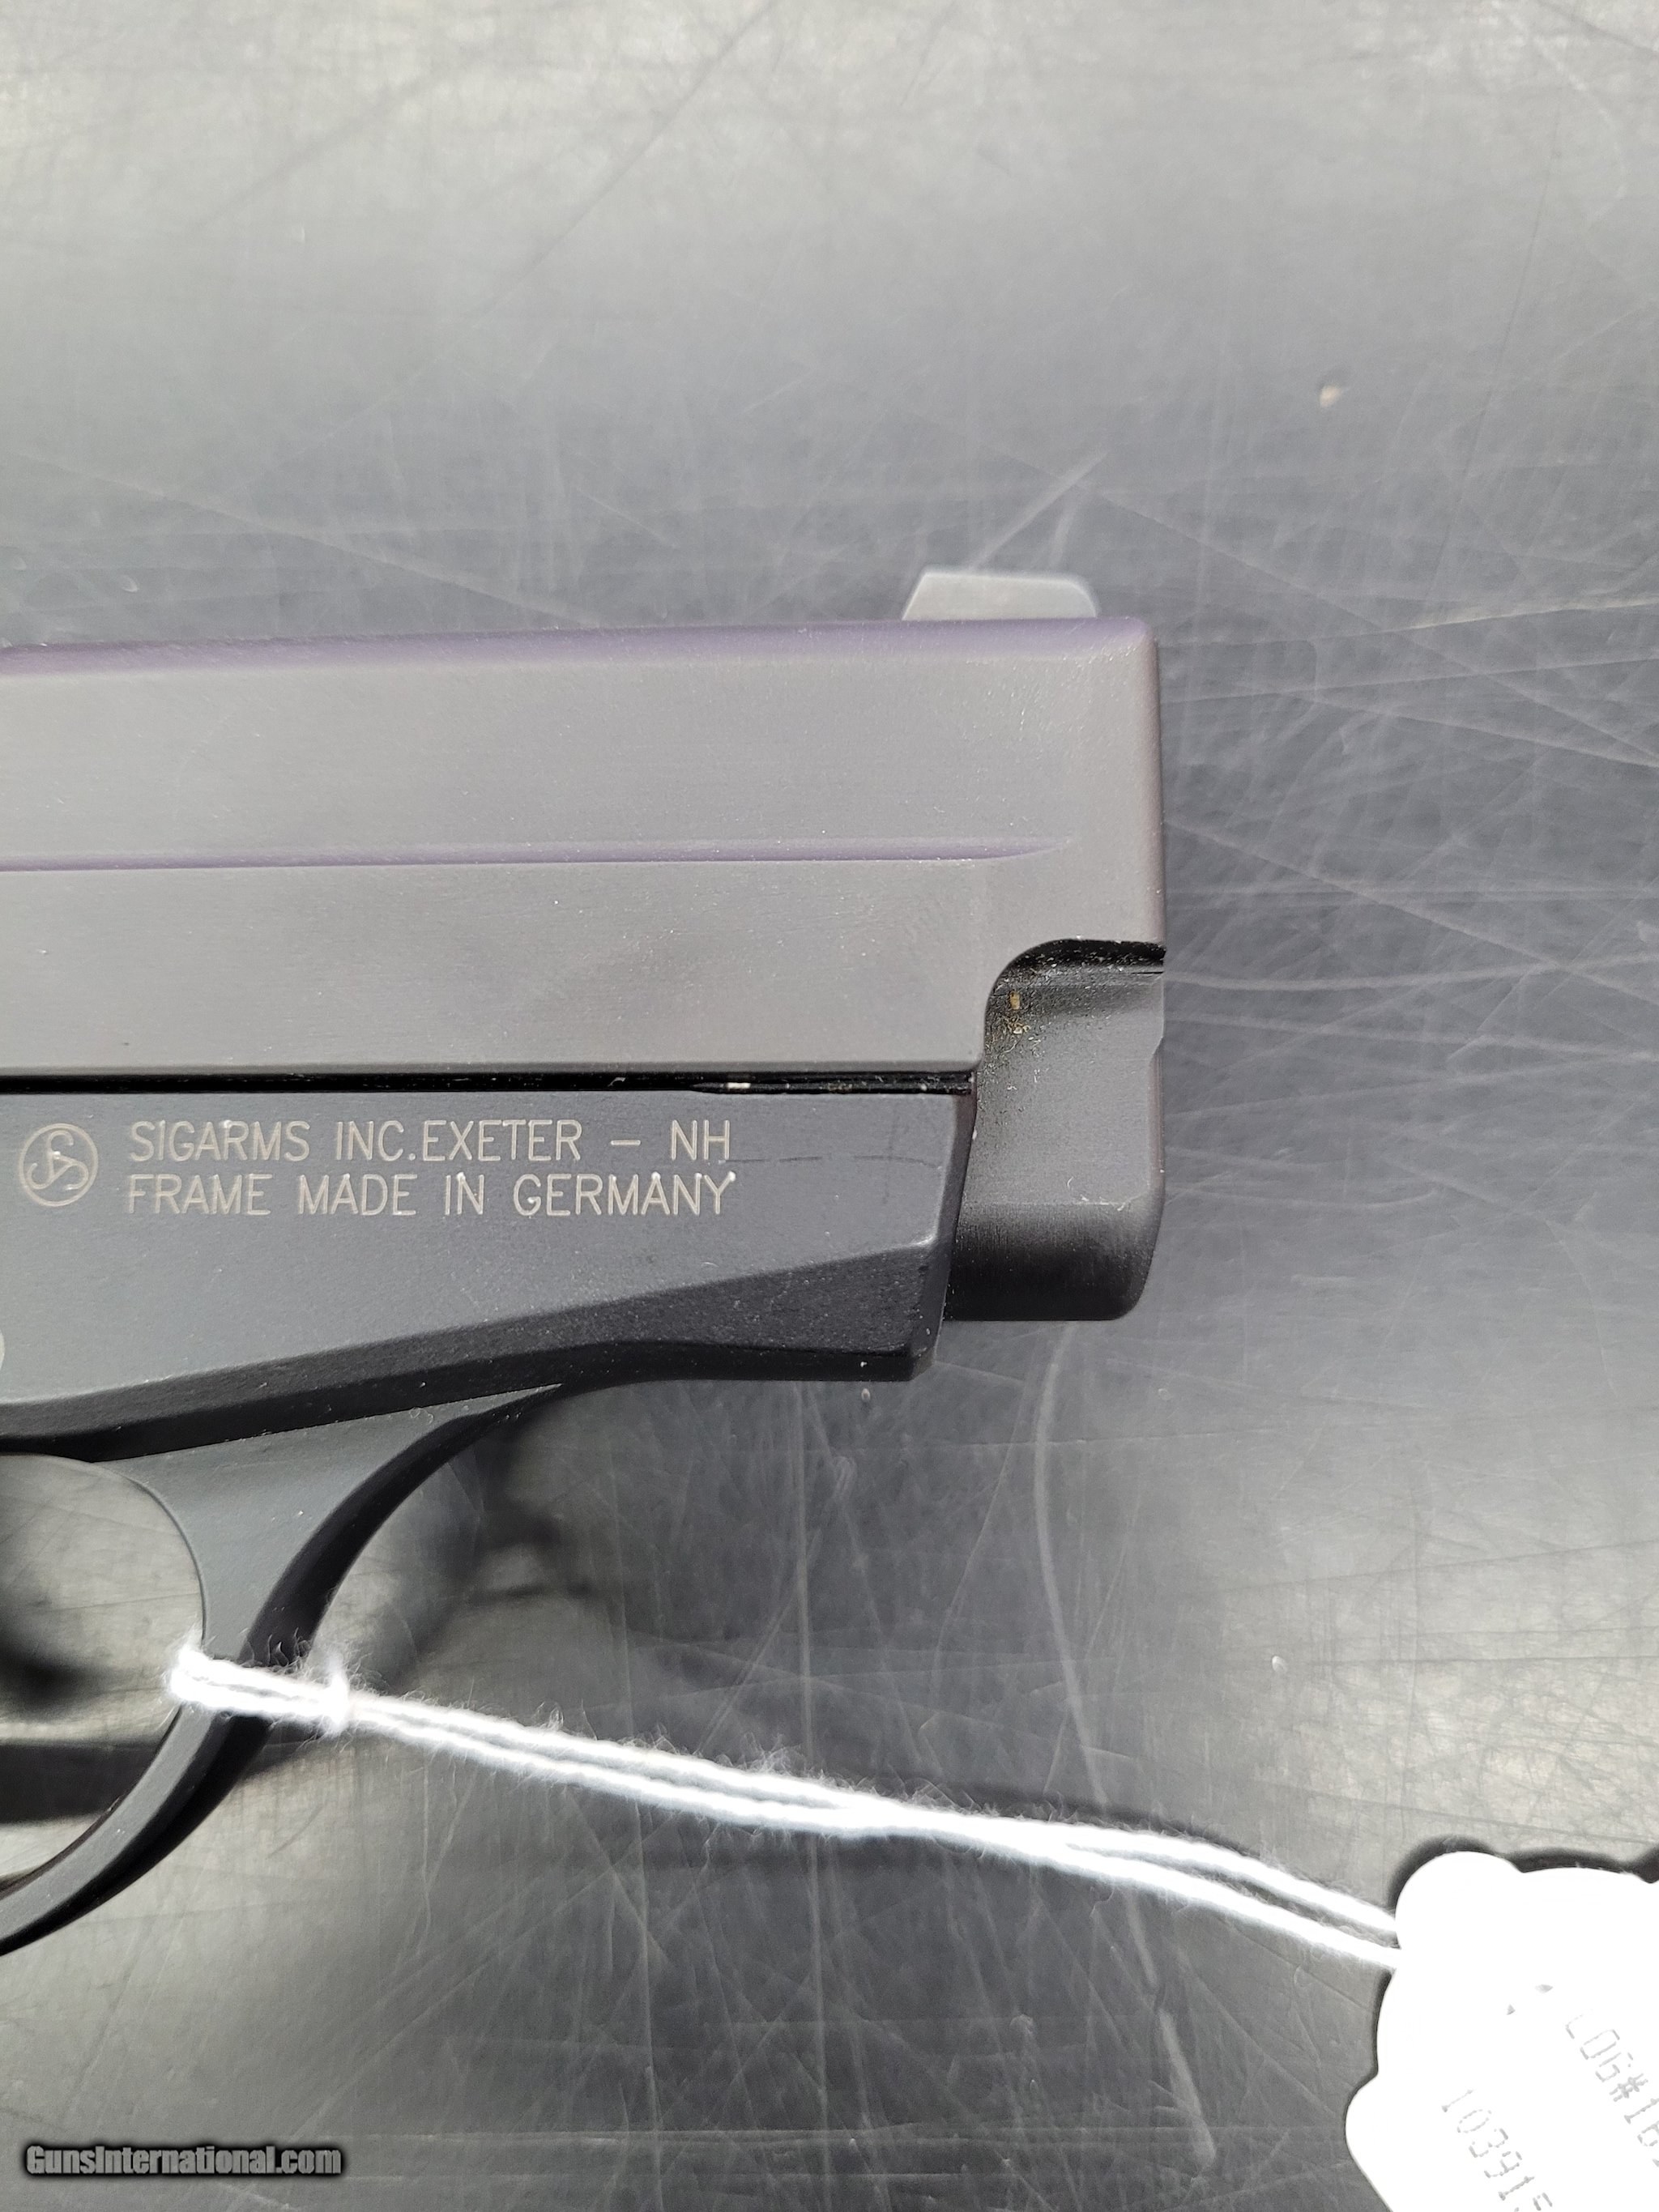 SIGARMS INC.EXETER - NH
FRAME MADE IN GERMANY
GunsInternational.com